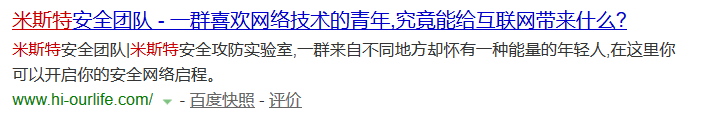 米斯特安全团队 - 一群喜欢网络技术的青年,究竟能给互联网带来什么?
米斯特安全团队|米斯特安全攻防实验室,一群来自不同地方却怀有一种能量的年轻人,在这里你
可以开启你的安全网络启程。
www.hi-ourlife.com/ - 百度快照 - 评价